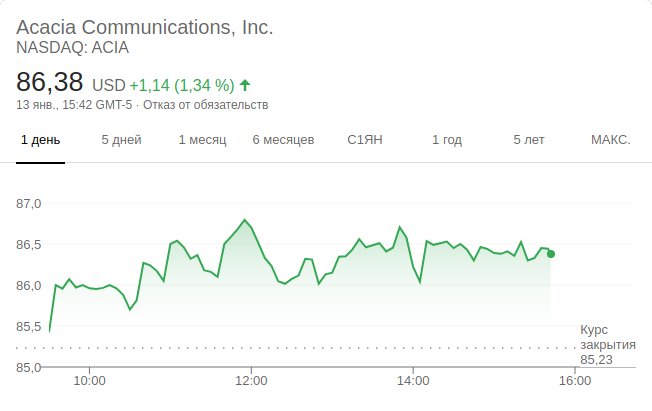 Acacia Communications, Inc.
NASDAQ: ACIA
86,38 USD +1,14 (1,34 %)
13 янв., 15:42 GMT-5 · Отказ от обязательств
1 день 5 дней 1 месяц 6 месяцев С1ЯН 1 год 5 лет МАКС.
87,0
86,5
86,0
85,5
Курс
закрытия
85,23
85,0
10:00 12:00 14:00 16:00